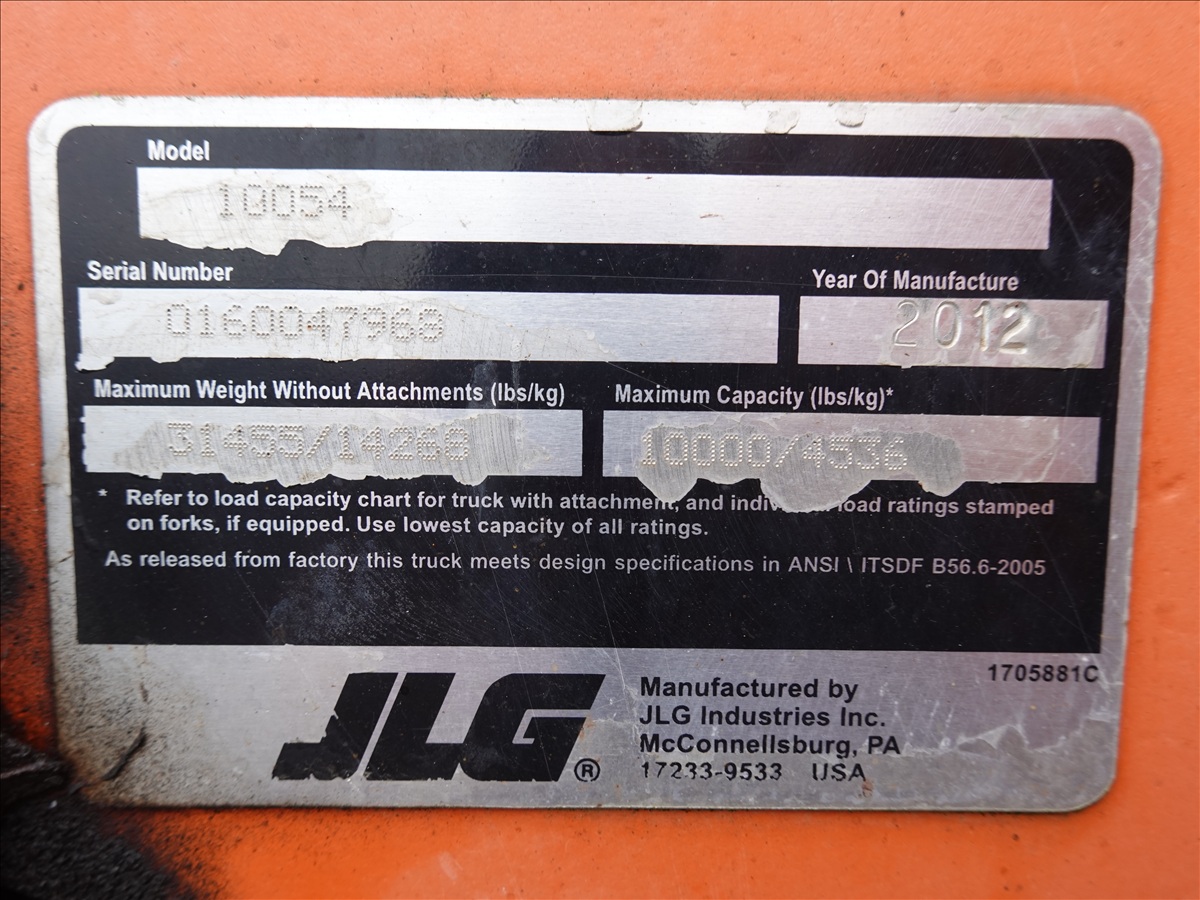 Model
10054
Serial Number
Year Of Manufacture
0160047968
2012
Maximum Weight Without Attachments (lbs/kg)
Maximum Capacity (lbs/kg)*
31455/14268
10000/4536
* Refer to load capacity chart for truck with attachment, and load ratings stamped
on forks, if equipped. Use lowest capacity of all ratings.
As released from factory this truck meets design specifications in ANSI \ ITSDF B56.6-2005
1705881C
JLG®
Manufactured by
JLG Industries Inc.
McConnellsburg, PA
17233-9533 USA